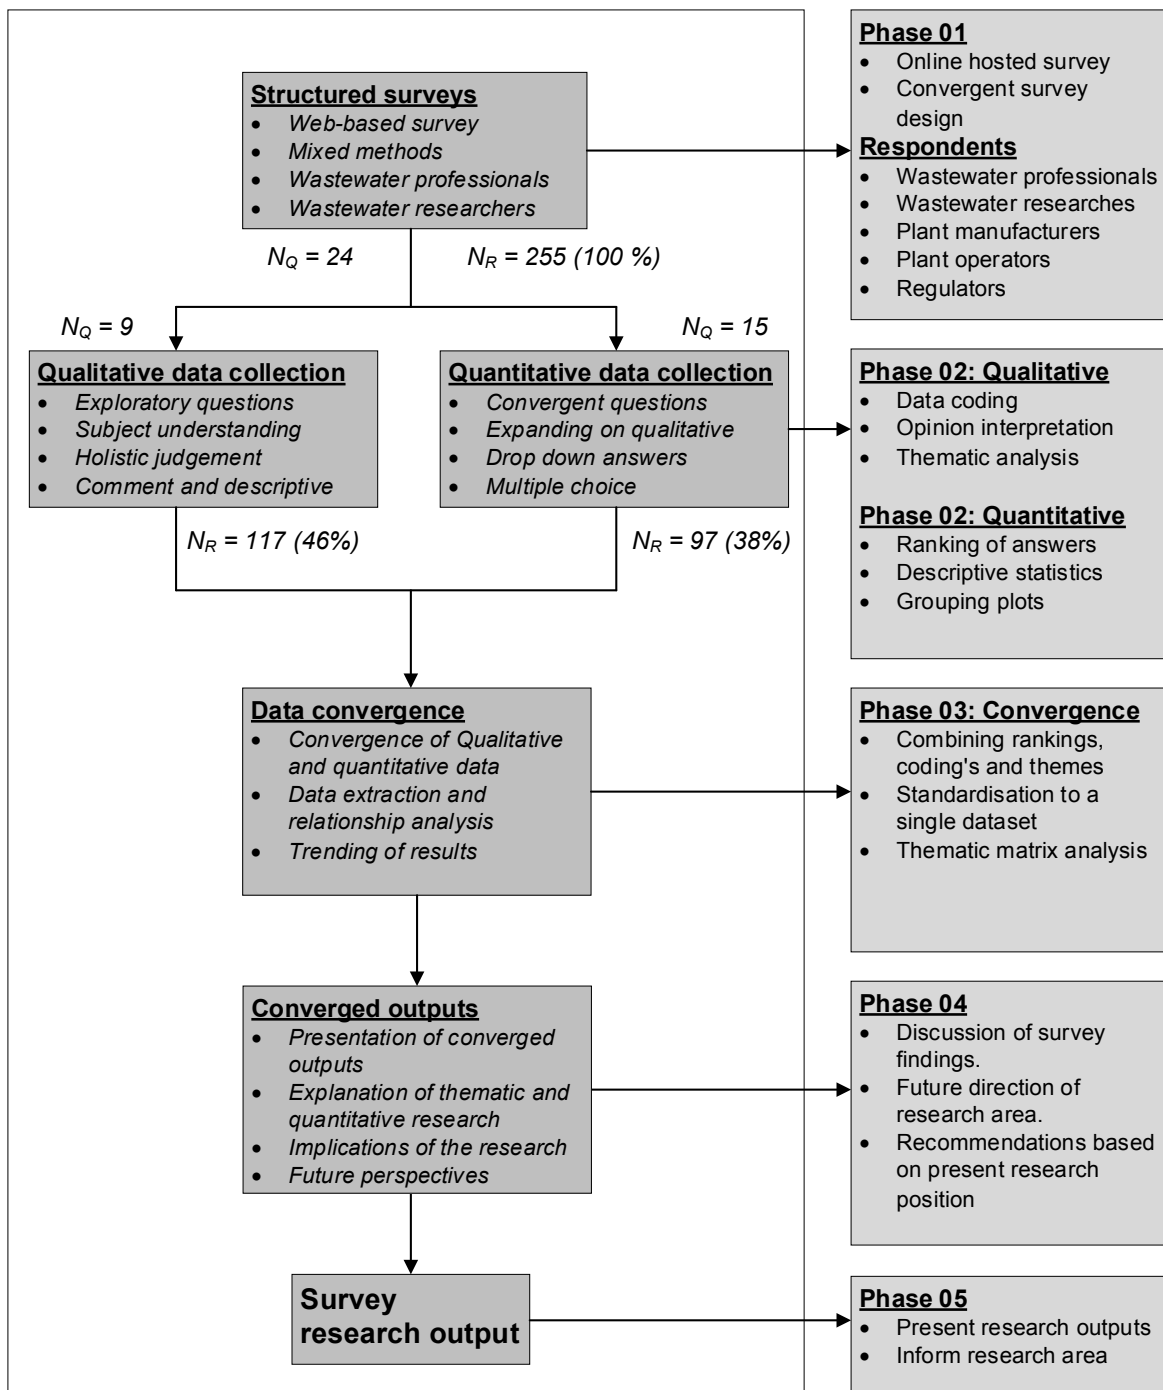 Structured surveys
• Web-based survey
• Mixed methods
• Wastewater professionals
• Wastewater researchers
N_Q = 24
N_R = 255 (100 %)
N_Q = 9
N_Q = 15
Qualitative data collection
• Exploratory questions
• Subject understanding
• Holistic judgement
• Comment and descriptive
Quantitative data collection
• Convergent questions
• Expanding on qualitative
• Drop down answers
• Multiple choice
N_R = 117 (46%)
N_R = 97 (38%)
Data convergence
• Convergence of Qualitative
and quantitative data
• Data extraction and
relationship analysis
• Trending of results
Converged outputs
• Presentation of converged
outputs
• Explanation of thematic and
quantitative research
• Implications of the research
• Future perspectives
Survey
research output
Phase 01
• Online hosted survey
• Convergent survey
design
Respondents
• Wastewater professionals
• Wastewater researches
• Plant manufacturers
• Plant operators
• Regulators
Phase 02: Qualitative
• Data coding
• Opinion interpretation
• Thematic analysis
Phase 02: Quantitative
• Ranking of answers
• Descriptive statistics
• Grouping plots
Phase 03: Convergence
• Combining rankings,
coding's and themes
• Standardisation to a
single dataset
• Thematic matrix analysis
Phase 04
• Discussion of survey
findings.
• Future direction of
research area.
• Recommendations based
on present research
position
Phase 05
• Present research outputs
• Inform research area